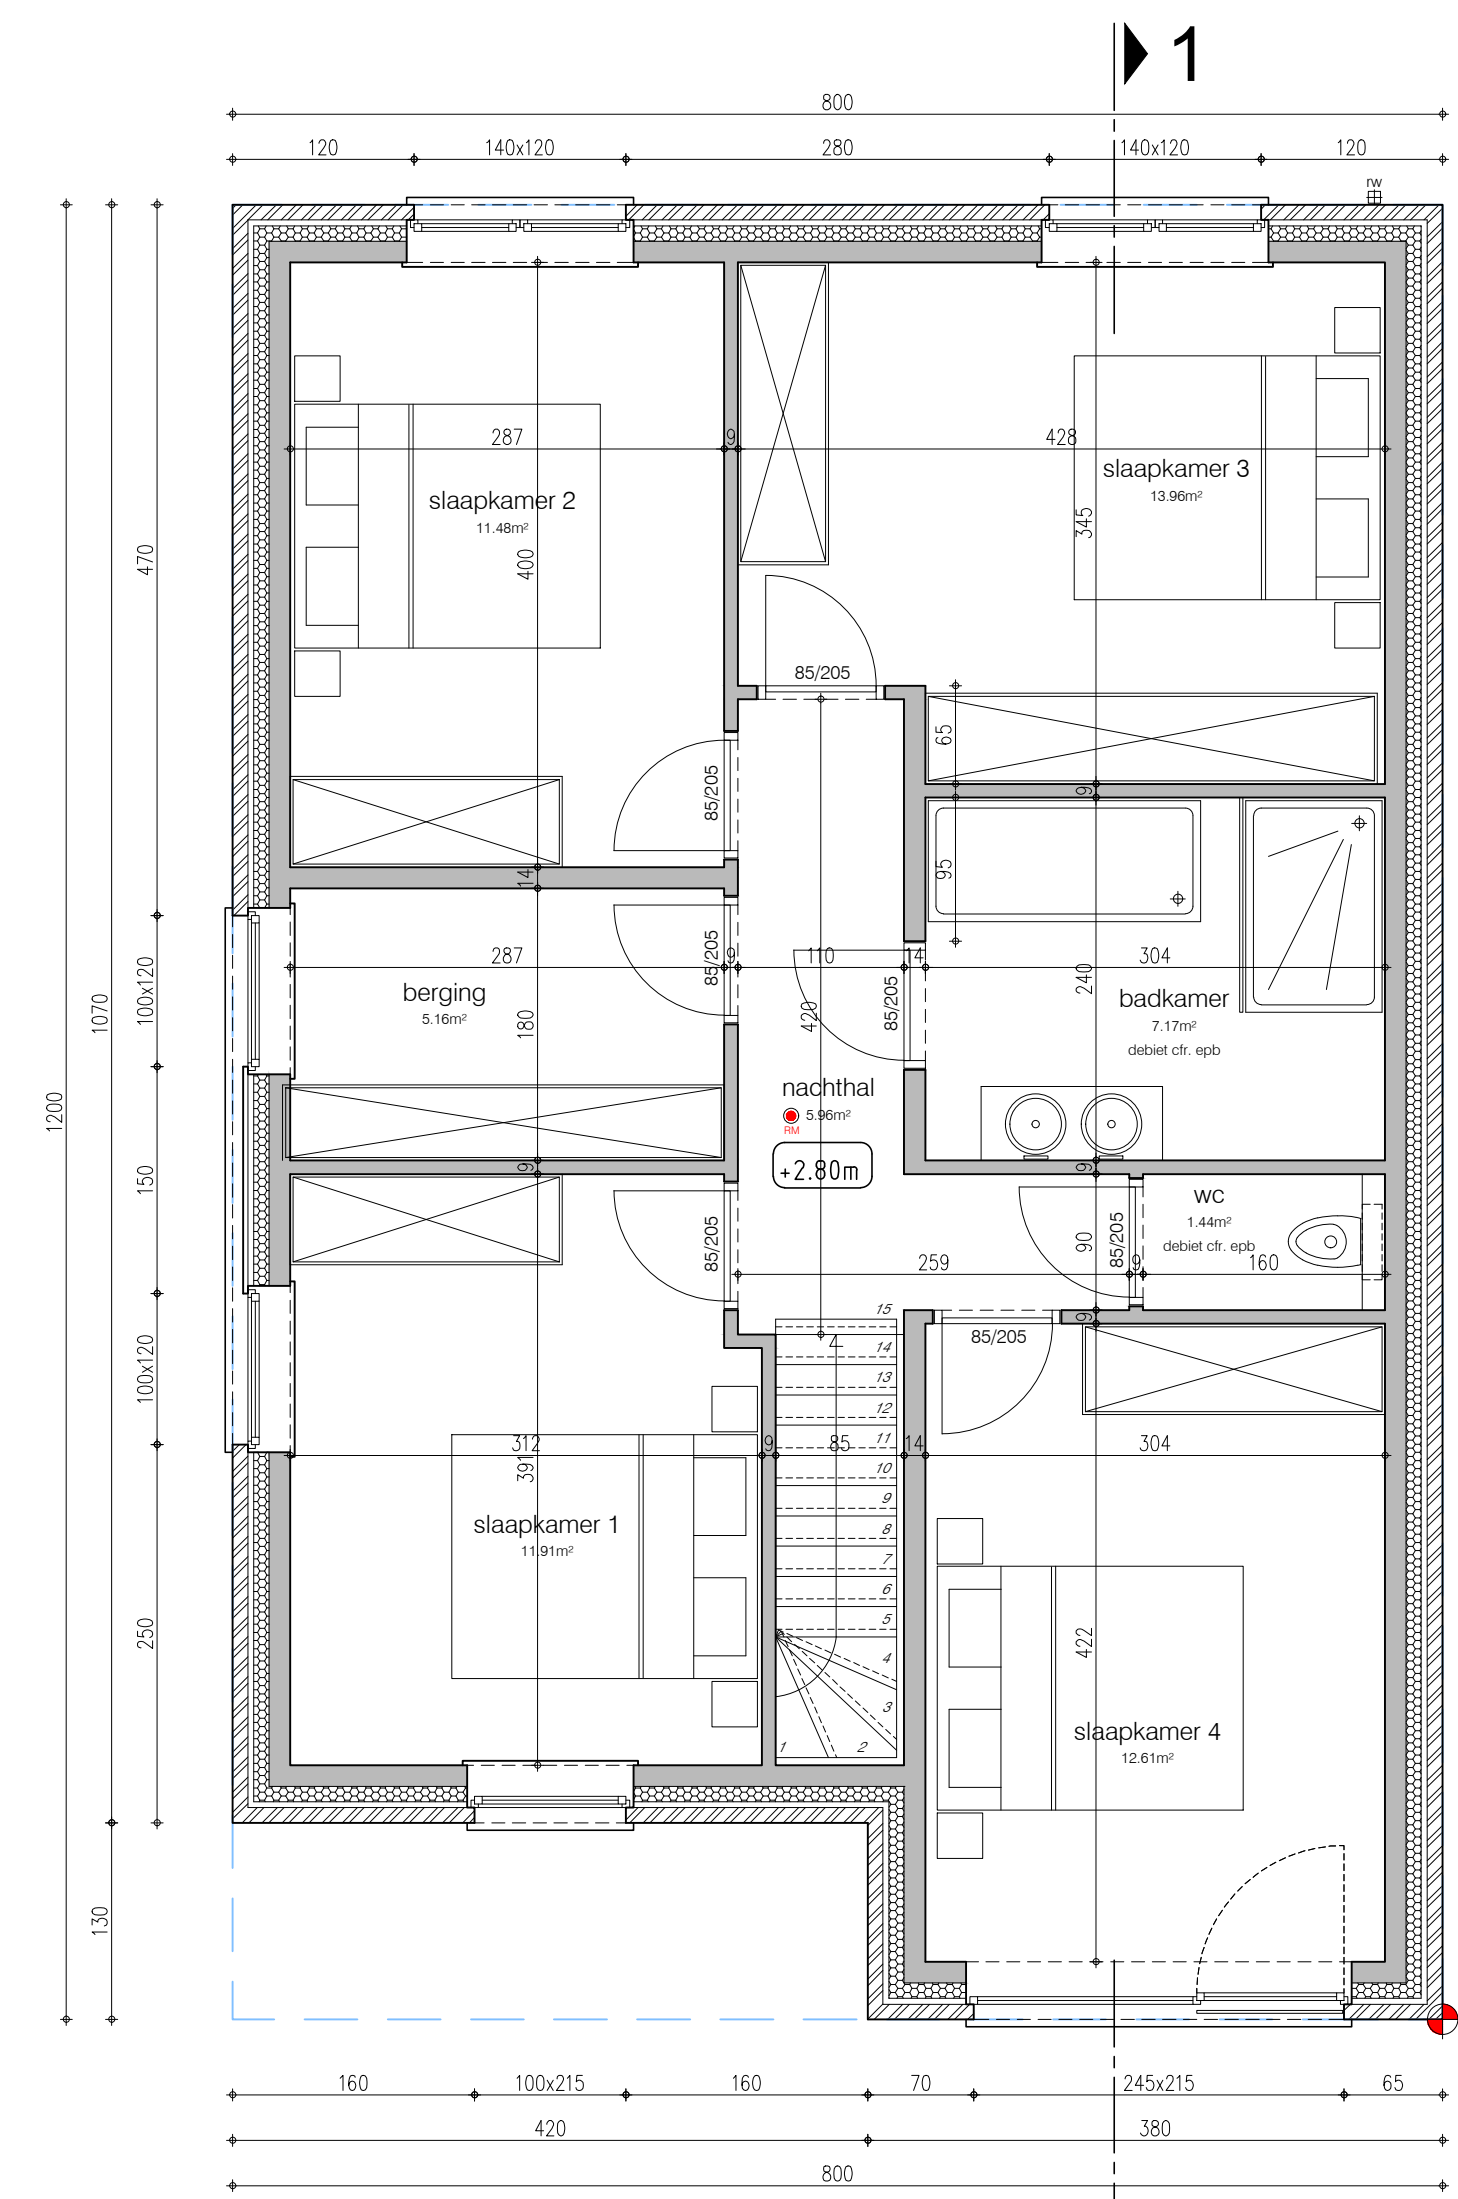 1
800
120
140x120
280
140x120
120
rw
287
9
428
slaapkamer 3
13.96m²
slaapkamer 2
11.48m²
345
400
470
85/205
65
85/205
9
14
95
287
9
110
14
304
85/205
85/205
240
420
100x120
1070
berging
5.16m²
180
badkamer
7.17m²
debiet cfr. epb
nachthal
5.96m²
RM
+2.80m
1200
150
9
9
WC
1.44m²
debiet cfr. epb
85/205
85/205
90
259
9
160
9
85/205
15
4
14
13
12
11
10
9
8
7
6
5
4
3
2
1
100x120
312
391
9
85
14
304
slaapkamer 1
11.91m²
250
422
slaapkamer 4
12.61m²
130
160
100x215
160
70
245x215
65
420
380
800